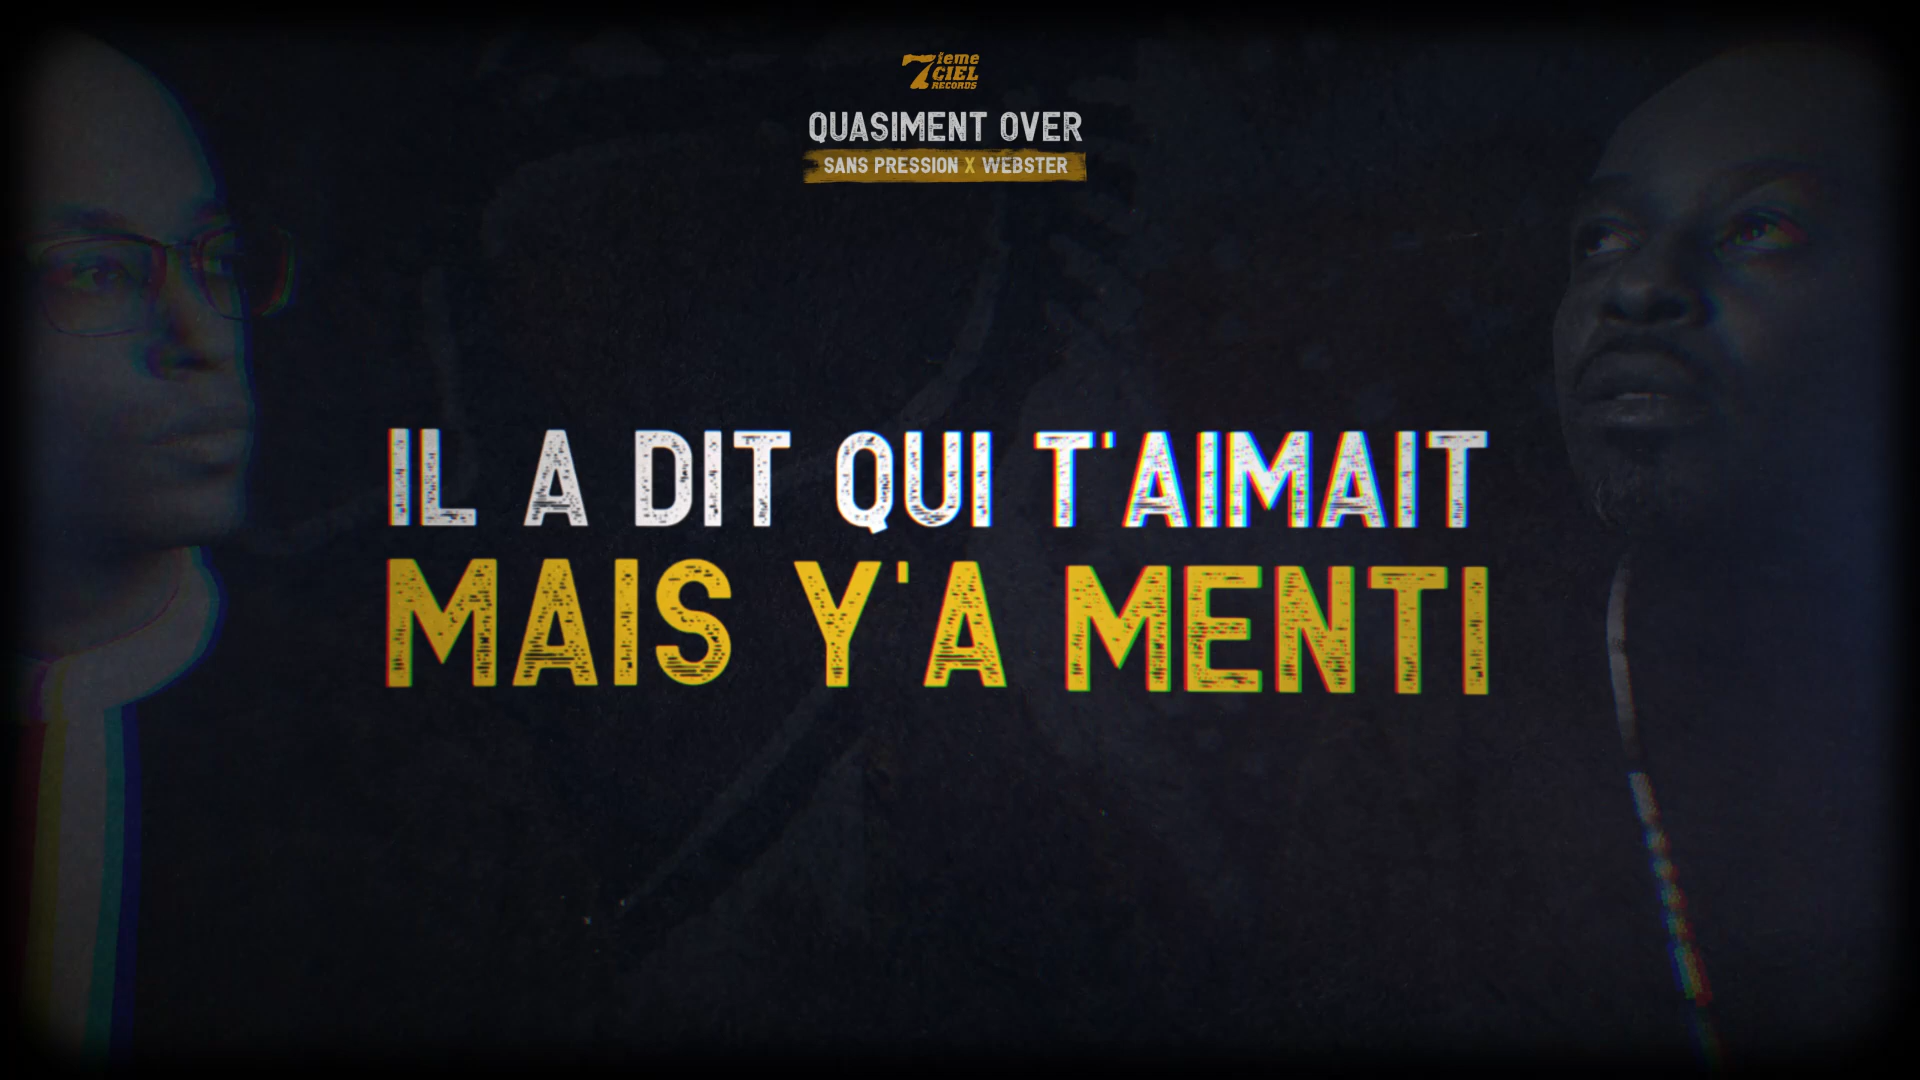 7ieme
CIEL
RECORDS
QUASIMENT OVER
SANS PRESSION X WEBSTER
IL A DIT QUI T'AIMAIT
MAIS Y'A MENTI